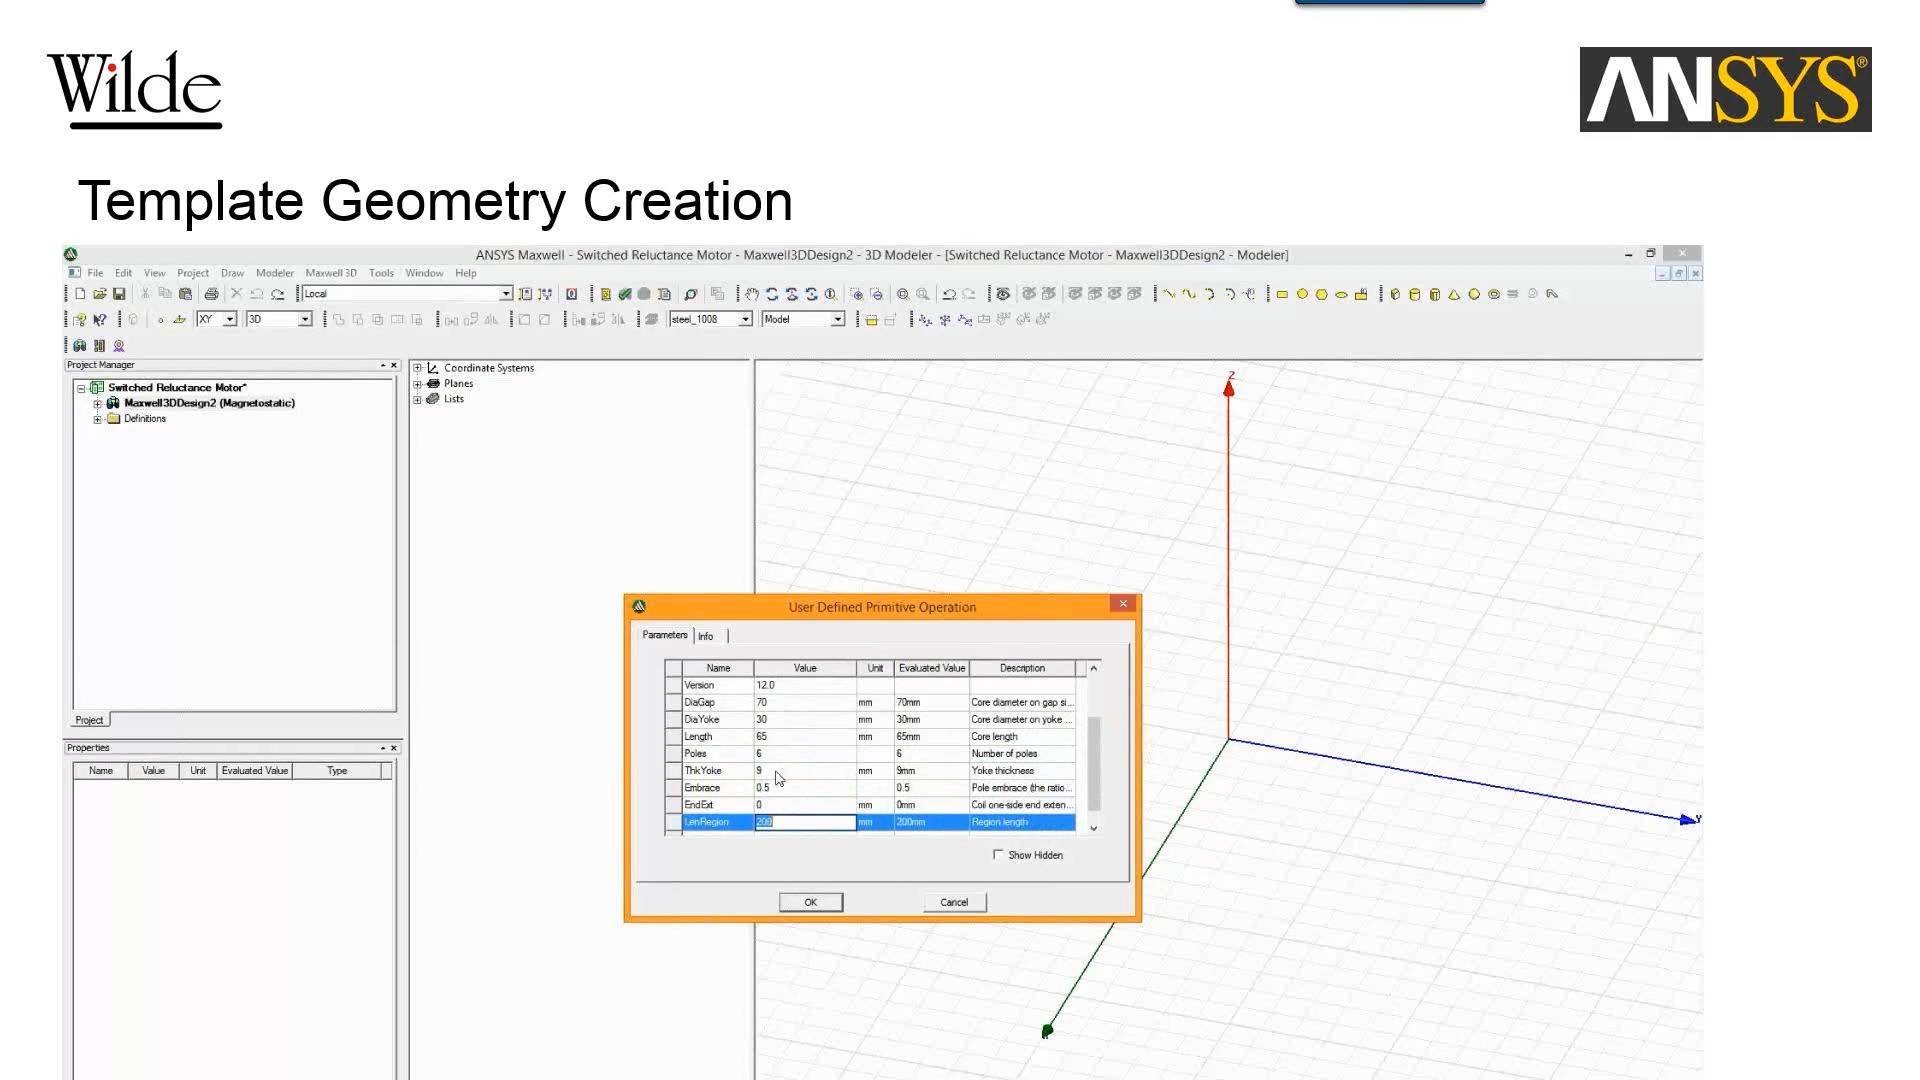 Wilde
ANSYS®
Template Geometry Creation
ANSYS Maxwell - Switched Reluctance Motor - Maxwell3DDesign2 - 3D Modeler - [Switched Reluctance Motor - Maxwell3DDesign2 - Modeler]
File Edit View Project Draw Modeler Maxwell 3D Tools Window Help
Local
XY 3D steel_1008 Model
Project Manager
Switched Reluctance Motor*
Maxwell3DDesign2 (Magnetostatic)
Definitions
Project
Coordinate Systems
Planes
Lists
Properties
Name Value Unit Evaluated Value Type
Z
Y
User Defined Primitive Operation
Parameters Info
Name Value Unit Evaluated Value Description
Version 12.0
DiaGap 70 mm 70mm Core diameter on gap si...
DiaYoke 30 mm 30mm Core diameter on yoke ...
Length 65 mm 65mm Core length
Poles 6 6 Number of poles
ThkYoke 9 mm 9mm Yoke thickness
Embrace 0.5 0.5 Pole embrace (the ratio...
EndExt 0 mm 0mm Coil one-side end exten...
LenRegion 200 mm 200mm Region length
Show Hidden
OK Cancel